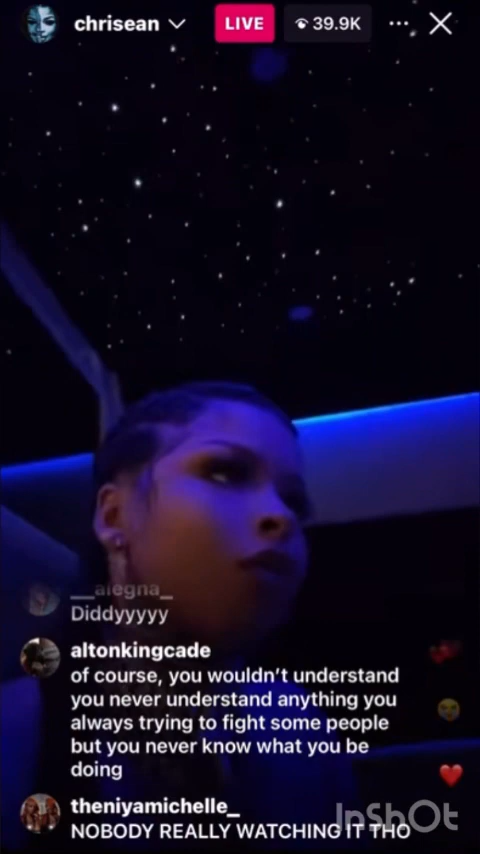 chrisean
LIVE
39.9K
__alegna_
Diddyyyyy
altonkingcade
of course, you wouldn’t understand
you never understand anything you
always trying to fight some people
but you never know what you be
doing
theniyamichelle_
NOBODY REALLY WATCHING IT THO
InShOt